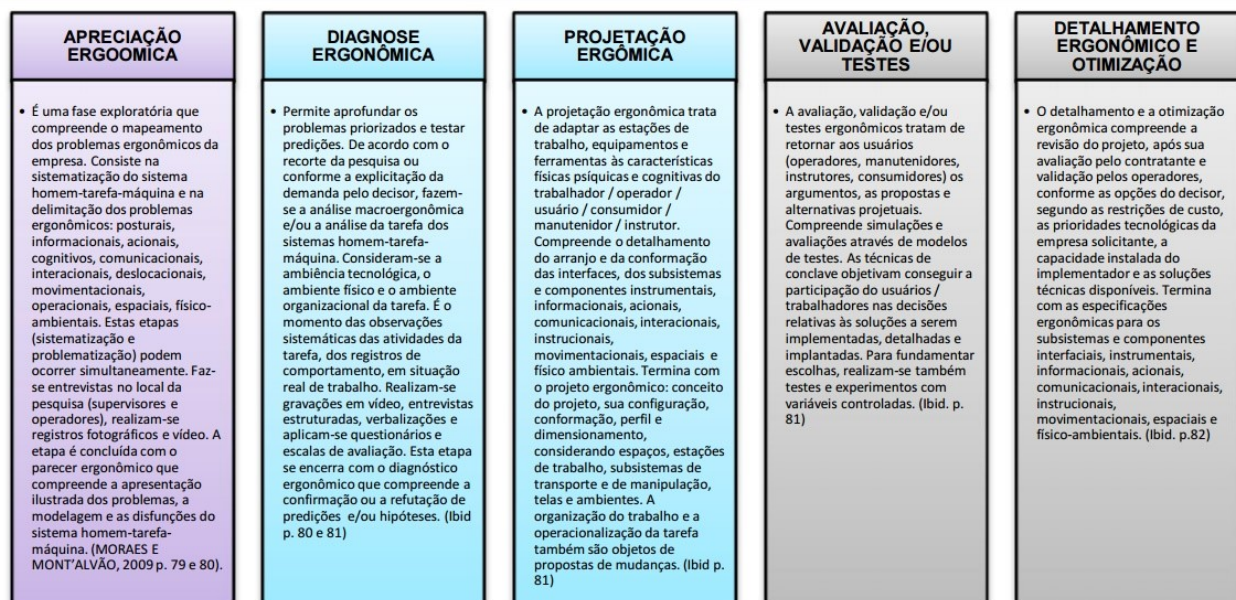 APRECIAÇÃO
ERGOOMICA
• É uma fase exploratória que
compreende o mapeamento
dos problemas ergonômicos da
empresa. Consiste na
sistematização do sistema
homem-tarefa-máquina e na
delimitação dos problemas
ergonômicos: posturais,
informacionais, acionais,
cognitivos, comunicacionais,
interacionais, deslocacionais,
movimentacionais,
operacionais, espaciais, físico-
ambientais. Estas etapas
(sistematização e
problematização) podem
ocorrer simultaneamente. Faz-
se entrevistas no local da
pesquisa (supervisores e
operadores), realizam-se
registros fotográficos e vídeo. A
etapa é concluída com o
parecer ergonômico que
compreende a apresentação
ilustrada dos problemas, a
modelagem e as disfunções do
sistema homem-tarefa-
máquina. (MORAES E
MONT'ALVÃO, 2009 p. 79 e 80).
DIAGNOSE
ERGONÔMICA
• Permite aprofundar os
problemas priorizados e testar
predições. De acordo com o
recorte da pesquisa ou
conforme a explicitação da
demanda pelo decisor, fazem-
se a análise macroergonômica
e/ou a análise da tarefa dos
sistemas homem-tarefa-
máquina. Consideram-se a
ambiência tecnológica, o
ambiente físico e o ambiente
organizacional da tarefa. É o
momento das observações
sistemáticas das atividades da
tarefa, dos registros de
comportamento, em situação
real de trabalho. Realizam-se
gravações em vídeo, entrevistas
estruturadas, verbalizações e
aplicam-se questionários e
escalas de avaliação. Esta etapa
se encerra com o diagnóstico
ergonômico que compreende a
confirmação ou a refutação de
predições e/ou hipóteses. (Ibid
p. 80 e 81)
PROJETAÇÃO
ERGÔMICA
• A projetação ergonômica trata
de adaptar as estações de
trabalho, equipamentos e
ferramentas às características
físicas psíquicas e cognitivas do
trabalhador / operador /
usuário / consumidor /
manutenidor / instrutor.
Compreende o detalhamento
do arranjo e da conformação
das interfaces, dos subsistemas
e componentes instrumentais,
informacionais, acionais,
comunicacionais, interacionais,
instrucionais,
movimentacionais, espaciais e
físico ambientais. Termina com
o projeto ergonômico: conceito
do projeto, sua configuração,
conformação, perfil e
dimensionamento,
considerando espaços, estações
de trabalho, subsistemas de
transporte e de manipulação,
telas e ambientes. A
organização do trabalho e a
operacionalização da tarefa
também são objetos de
propostas de mudanças. (Ibid p.
81)
AVALIAÇÃO,
VALIDAÇÃO E/OU
TESTES
• A avaliação, validação e/ou
testes ergonômicos tratam de
retornar aos usuários
(operadores, manutenidores,
instrutores, consumidores) os
argumentos, as propostas e
alternativas projetuais.
Compreende simulações e
avaliações através de modelos
de testes. As técnicas de
conclave objetivam conseguir a
participação do usuários /
trabalhadores nas decisões
relativas às soluções a serem
implementadas, detalhadas e
implantadas. Para fundamentar
escolhas, realizam-se também
testes e experimentos com
variáveis controladas. (Ibid. p.
81)
DETALHAMENTO
ERGONÔMICO E
OTIMIZAÇÃO
• O detalhamento e a otimização
ergonômica compreende a
revisão do projeto, após sua
avaliação pelo contratante e
validação pelos operadores,
conforme as opções do decisor,
segundo as restrições de custo,
as prioridades tecnológicas da
empresa solicitante, a
capacidade instalada do
implementador e as soluções
técnicas disponíveis. Termina
com as especificações
ergonômicas para os
subsistemas e componentes
interfaciais, instrumentais,
informacionais, acionais,
comunicacionais, interacionais,
instrucionais,
movimentacionais, espaciais e
físico-ambientais. (Ibid. p.82)